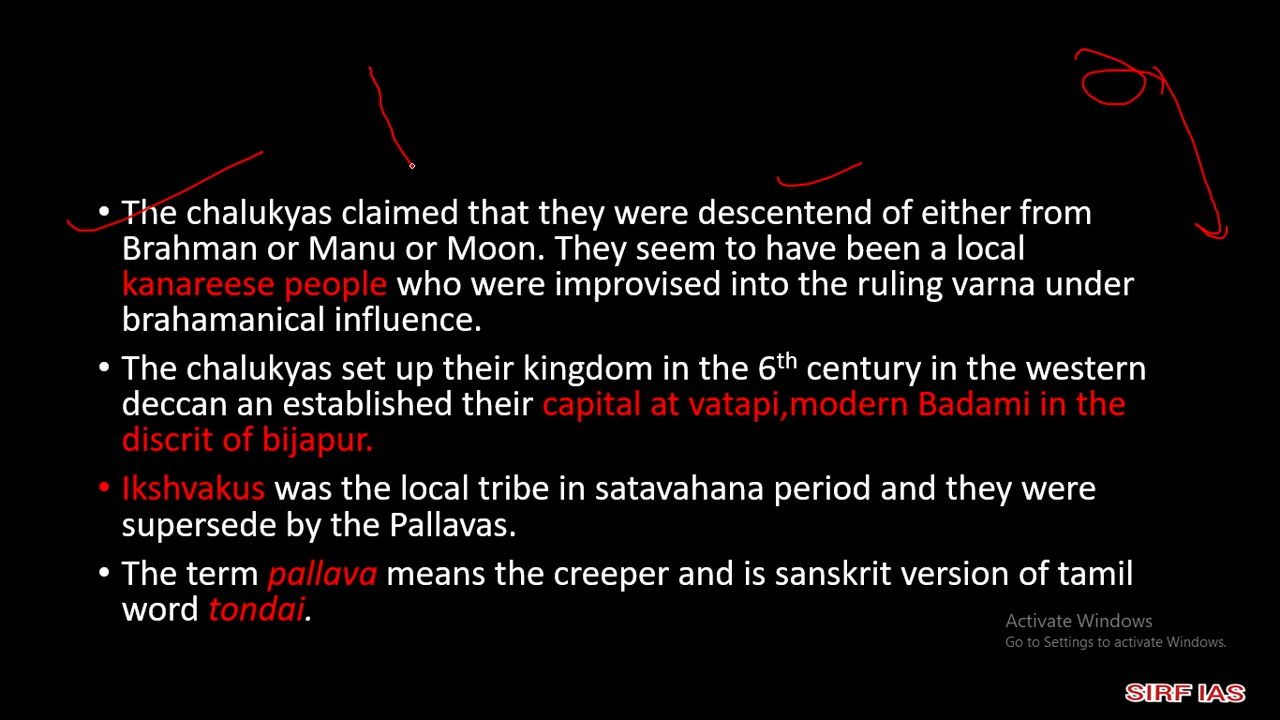 • The chalukyas claimed that they were descentend of either from
Brahman or Manu or Moon. They seem to have been a local
kanareese people who were improvised into the ruling varna under
brahamanical influence.
• The chalukyas set up their kingdom in the 6th century in the western
deccan an established their capital at vatapi,modern Badami in the
discrit of bijapur.
• Ikshvakus was the local tribe in satavahana period and they were
supersede by the Pallavas.
• The term pallava means the creeper and is sanskrit version of tamil
word tondai.
Activate Windows
Go to Settings to activate Windows.
SIRF IAS